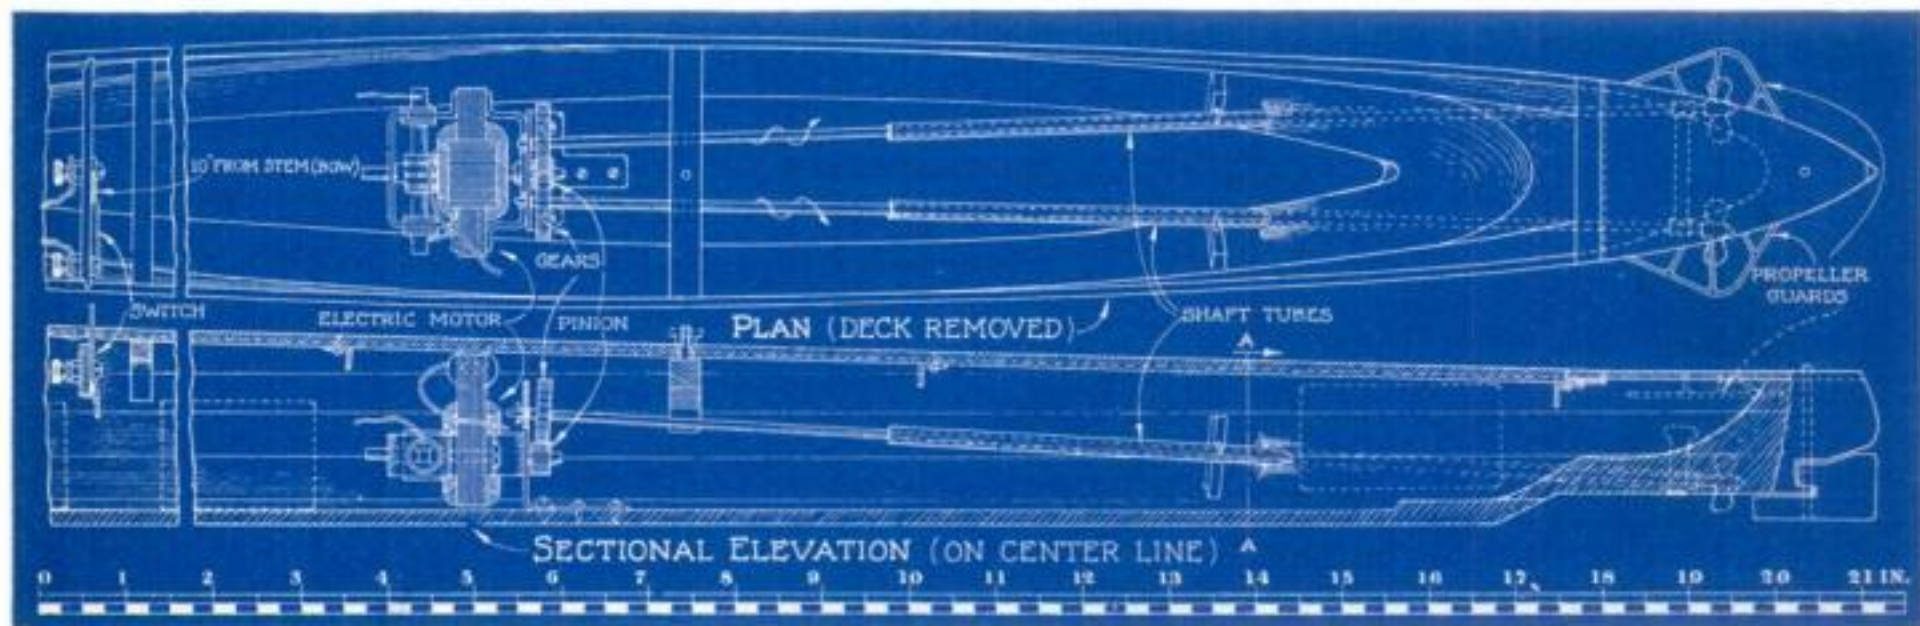 10" FROM STEM (BOW)
GEARS
SWITCH
ELECTRIC MOTOR
PINION
PLAN (DECK REMOVED)
SHAFT TUBES
PROPELLER
GUARDS
A
SECTIONAL ELEVATION (ON CENTER LINE)
A
0 1 2 3 4 5 6 7 8 9 10 11 12 13 14 15 16 17 18 19 20 21 IN.